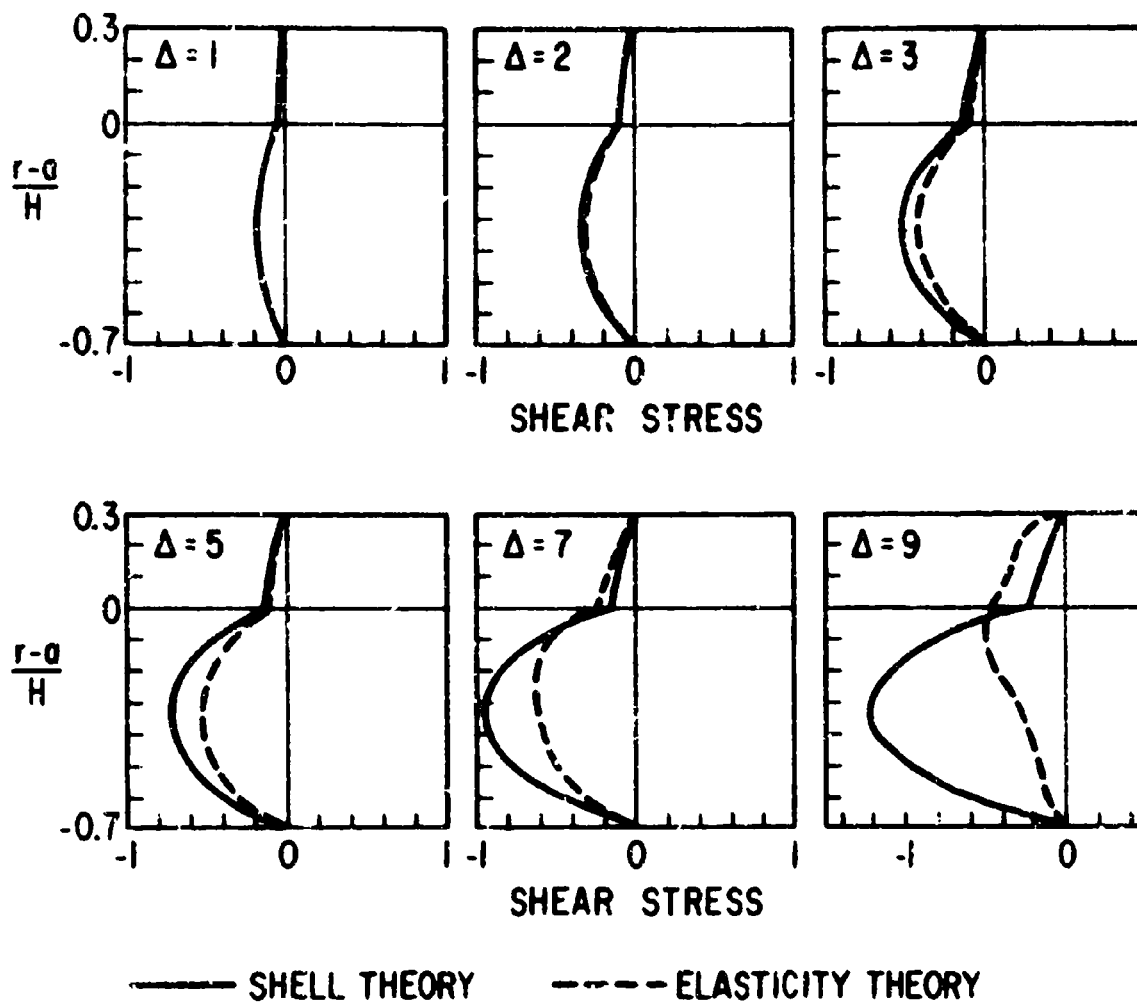 0.3
Δ = 1
Δ = 2
Δ = 3
0
r-a
H
-0.7
-1 0 1 -1 0 1 -1 0
SHEAR STRESS
0.3
Δ = 5
Δ = 7
Δ = 9
0
r-a
H
-0.7
-1 0 1 -1 0 1 -1 0
SHEAR STRESS
SHELL THEORY
ELASTICITY THEORY